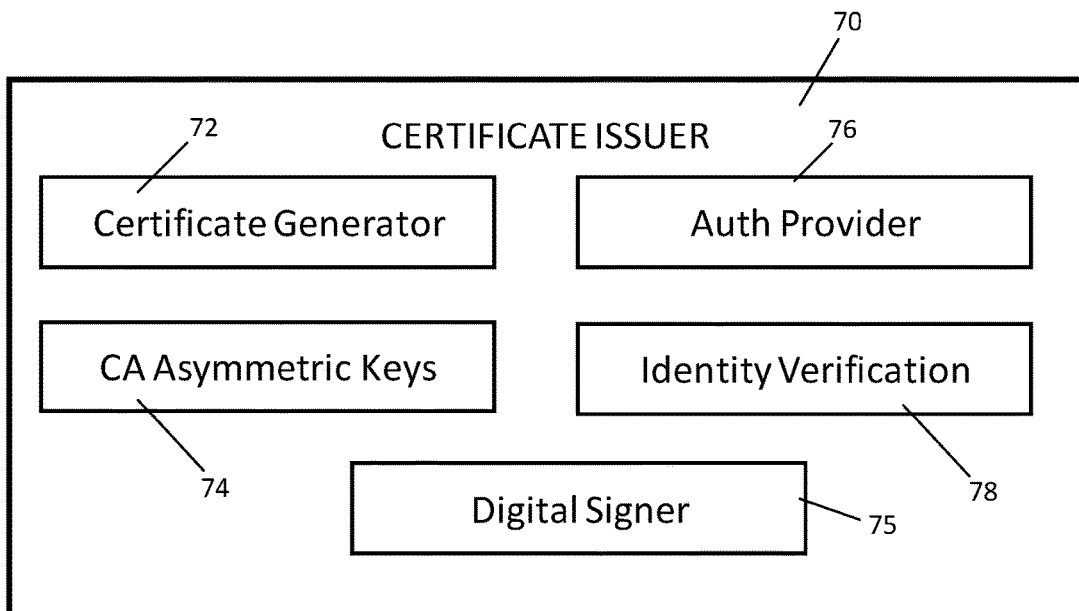 70
CERTIFICATE ISSUER
72
76
Certificate Generator
Auth Provider
CA Asymmetric Keys
Identity Verification
74
78
Digital Signer
75